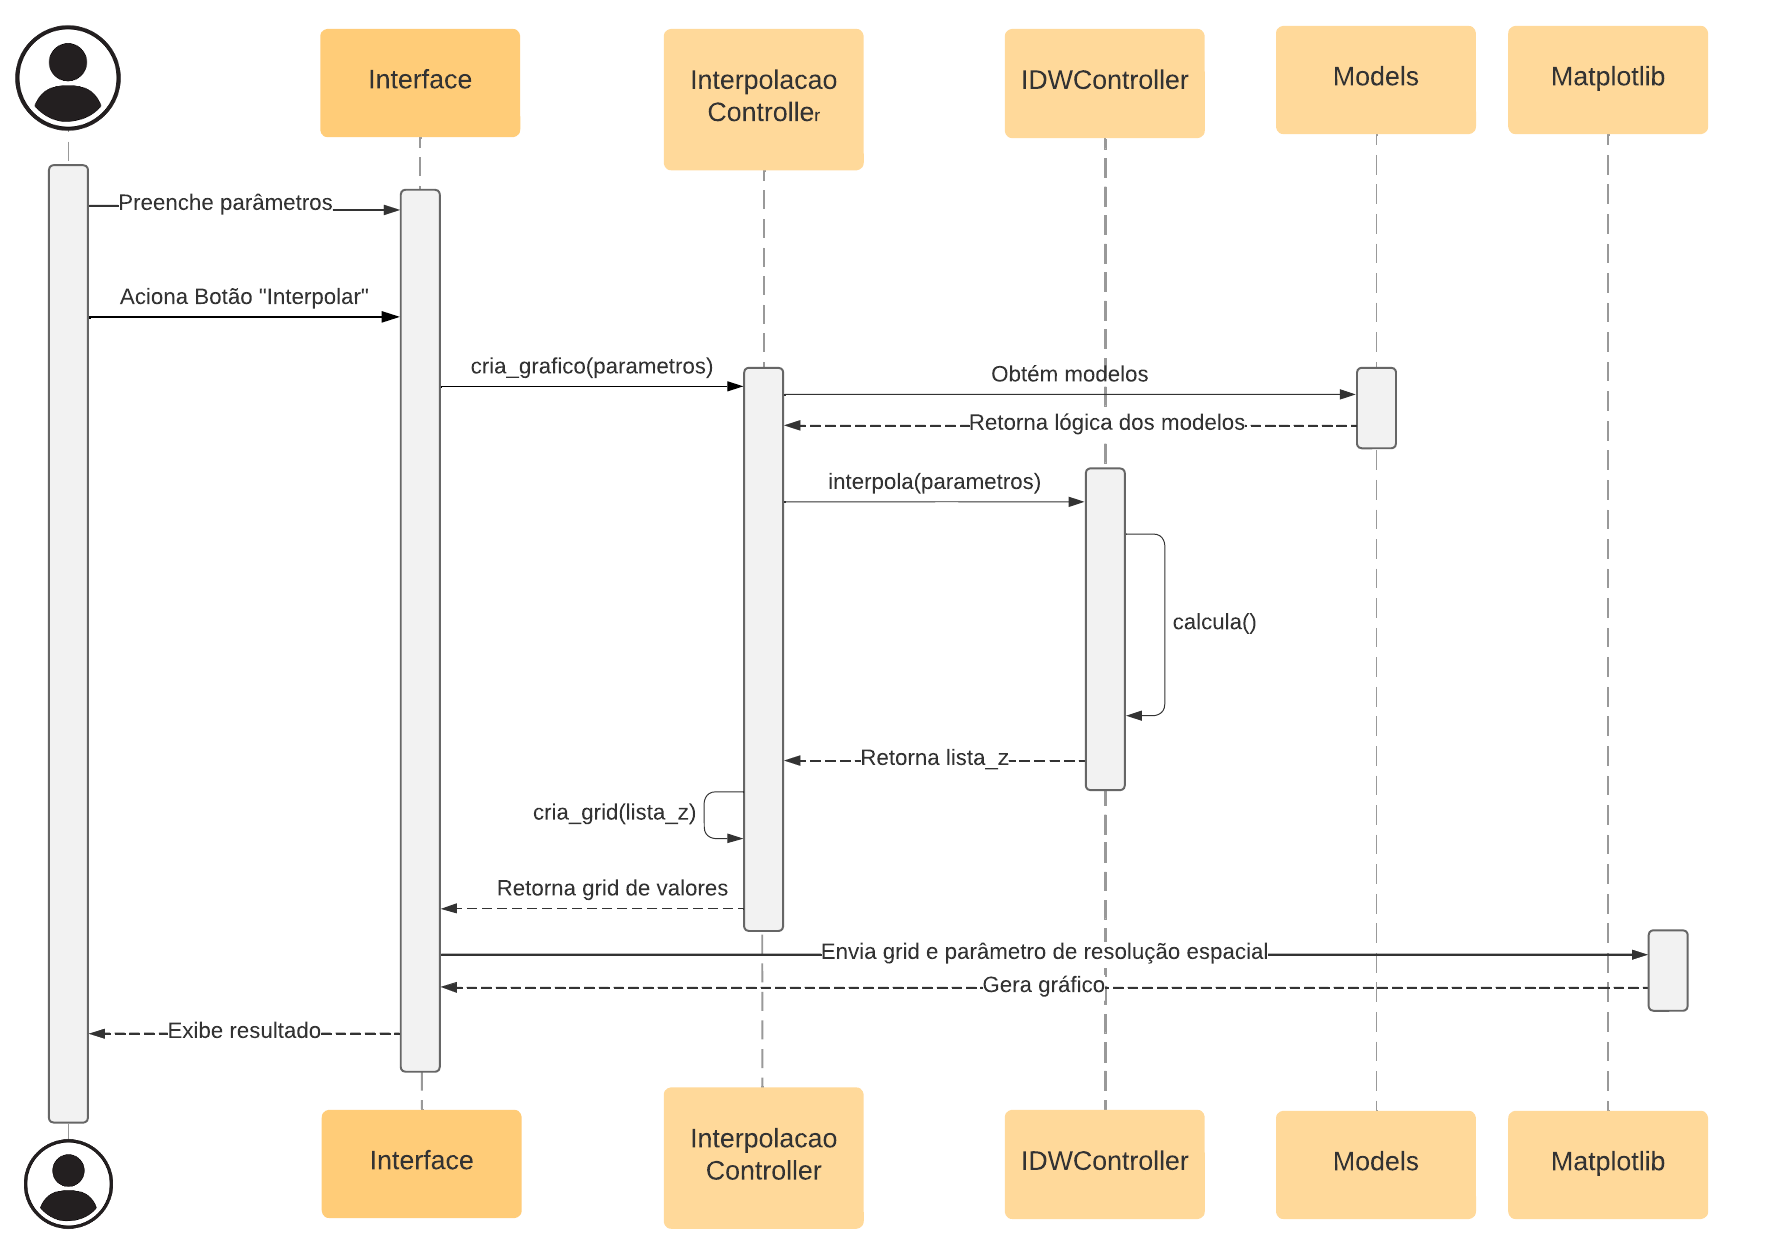 Interface
Interpolacao
Controller
IDWController
Models
Matplotlib
Preenche parâmetros
Aciona Botão "Interpolar"
cria_grafico(parametros)
Obtém modelos
Retorna lógica dos modelos
interpola(parametros)
calcula()
Retorna lista_z
cria_grid(lista_z)
Retorna grid de valores
Envia grid e parâmetro de resolução espacial
Gera gráfico
Exibe resultado
Interface
Interpolacao
Controller
IDWController
Models
Matplotlib